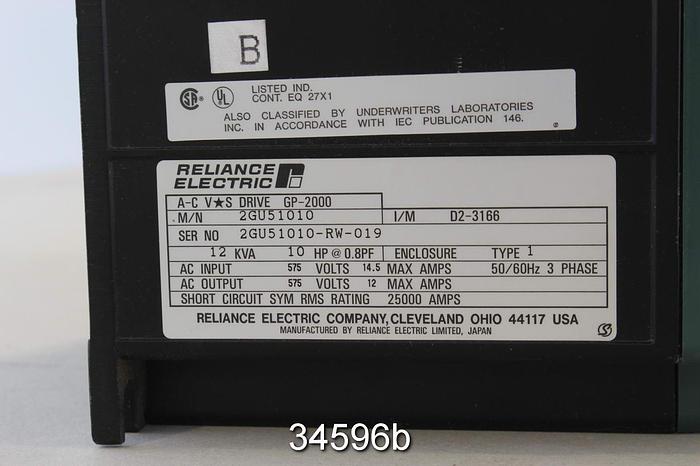 B
LISTED IND.
CONT. EQ 27X1
ALSO CLASSIFIED BY UNDERWRITERS LABORATORIES
INC. IN ACCORDANCE WITH IEC PUBLICATION 146.
RELIANCE
ELECTRIC
A-C V★S DRIVE GP-2000
M/N 2GU51010 I/M D2-3166
SER NO 2GU51010-RW-019
12 KVA 10 HP @ 0.8PF ENCLOSURE TYPE 1
AC INPUT 575 VOLTS 14.5 MAX AMPS 50/60Hz 3 PHASE
AC OUTPUT 575 VOLTS 12 MAX AMPS
SHORT CIRCUIT SYM RMS RATING 25000 AMPS
RELIANCE ELECTRIC COMPANY, CLEVELAND OHIO 44117 USA
MANUFACTURED BY RELIANCE ELECTRIC LIMITED, JAPAN
34596b